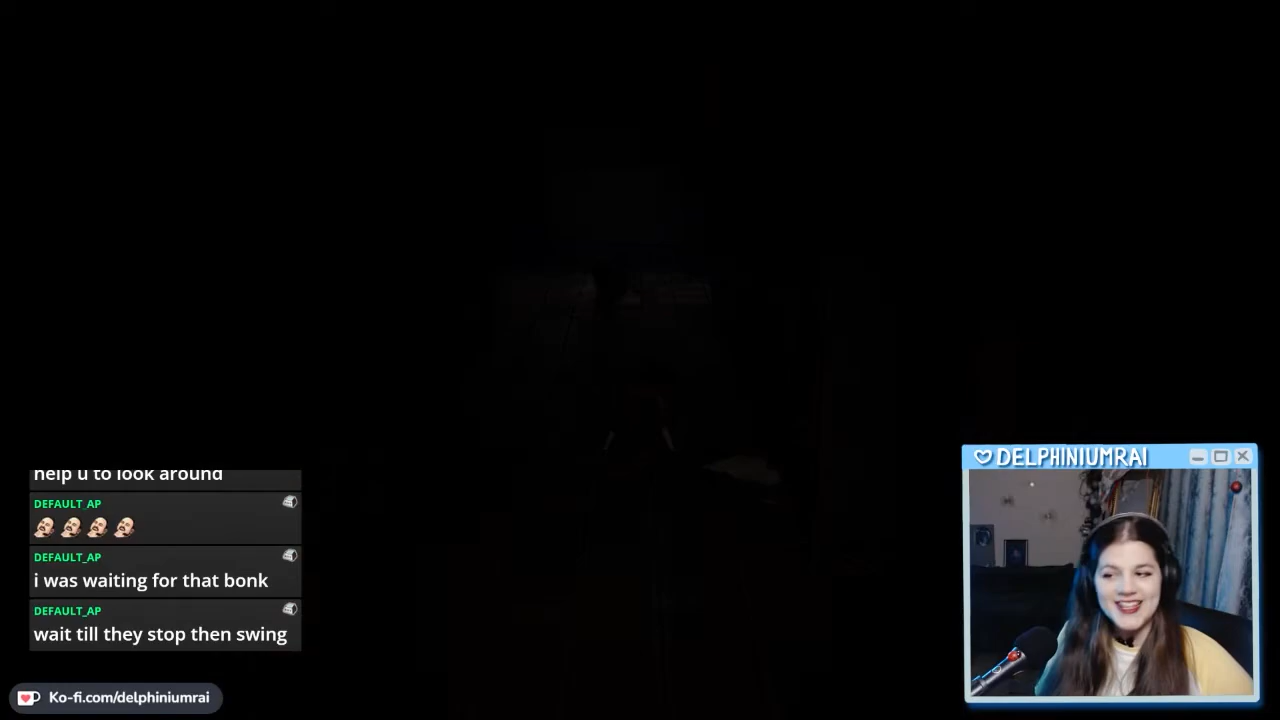 help u to look around
DEFAULT_AP
DEFAULT_AP
i was waiting for that bonk
DEFAULT_AP
wait till they stop then swing
Ko-fi.com/delphiniumrai
DELPHINIUMRAI